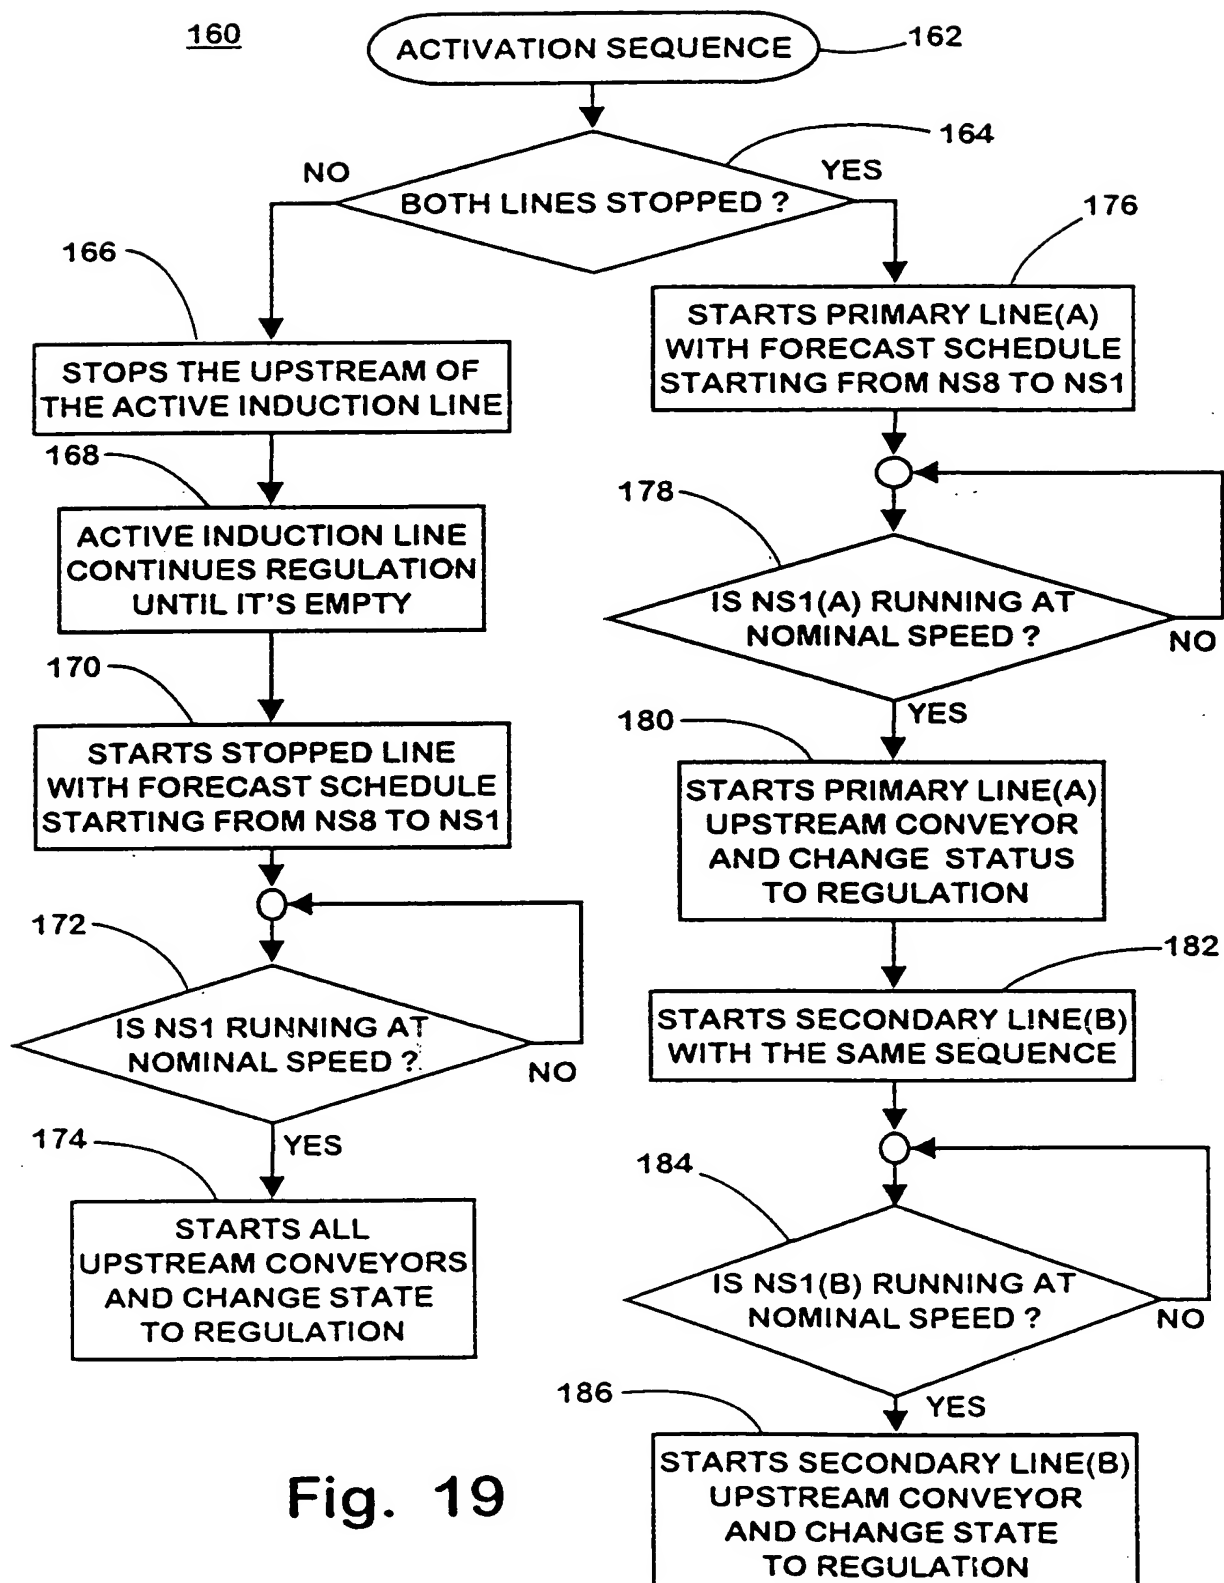 160
ACTIVATION SEQUENCE
162
164
NO
YES
BOTH LINES STOPPED ?
166
STOPS THE UPSTREAM OF
THE ACTIVE INDUCTION LINE
168
ACTIVE INDUCTION LINE
CONTINUES REGULATION
UNTIL IT'S EMPTY
170
STARTS STOPPED LINE
WITH FORECAST SCHEDULE
STARTING FROM NS8 TO NS1
172
IS NS1 RUNNING AT
NOMINAL SPEED ?
NO
YES
174
STARTS ALL
UPSTREAM CONVEYORS
AND CHANGE STATE
TO REGULATION
176
STARTS PRIMARY LINE(A)
WITH FORECAST SCHEDULE
STARTING FROM NS8 TO NS1
178
IS NS1(A) RUNNING AT
NOMINAL SPEED ?
NO
YES
180
STARTS PRIMARY LINE(A)
UPSTREAM CONVEYOR
AND CHANGE STATUS
TO REGULATION
182
STARTS SECONDARY LINE(B)
WITH THE SAME SEQUENCE
184
IS NS1(B) RUNNING AT
NOMINAL SPEED ?
NO
YES
186
STARTS SECONDARY LINE(B)
UPSTREAM CONVEYOR
AND CHANGE STATE
TO REGULATION
Fig. 19